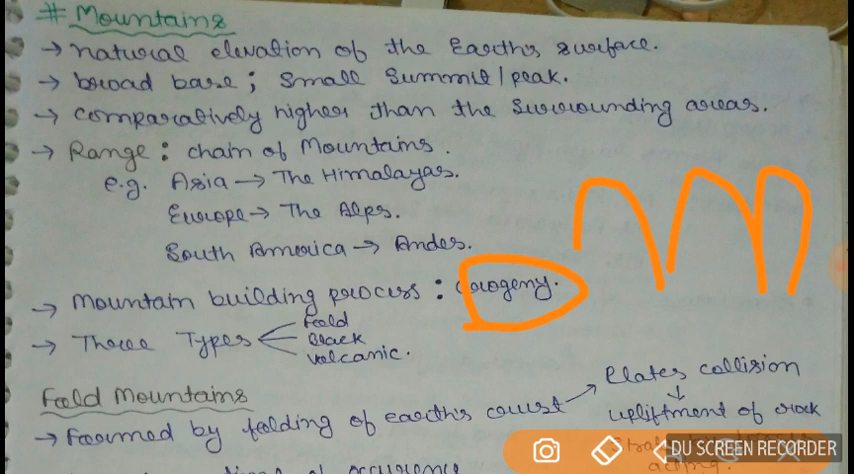 # Mountains
→ natural elevation of the Earth's surface.
→ broad base; Small Summit/peak.
→ comparatively higher than the surrounding areas.
→ Range: chain of Mountains.
e.g. Asia → The Himalayas.
Europe → The Alps.
South America → Andes.
→ Mountain building process: orogeny.
→ Three Types
Fold
Block
Volcanic.
Fold Mountains
→ Formed by folding of earth's crust
→ Plates collision
↓
upliftment of rock
DU SCREEN RECORDER